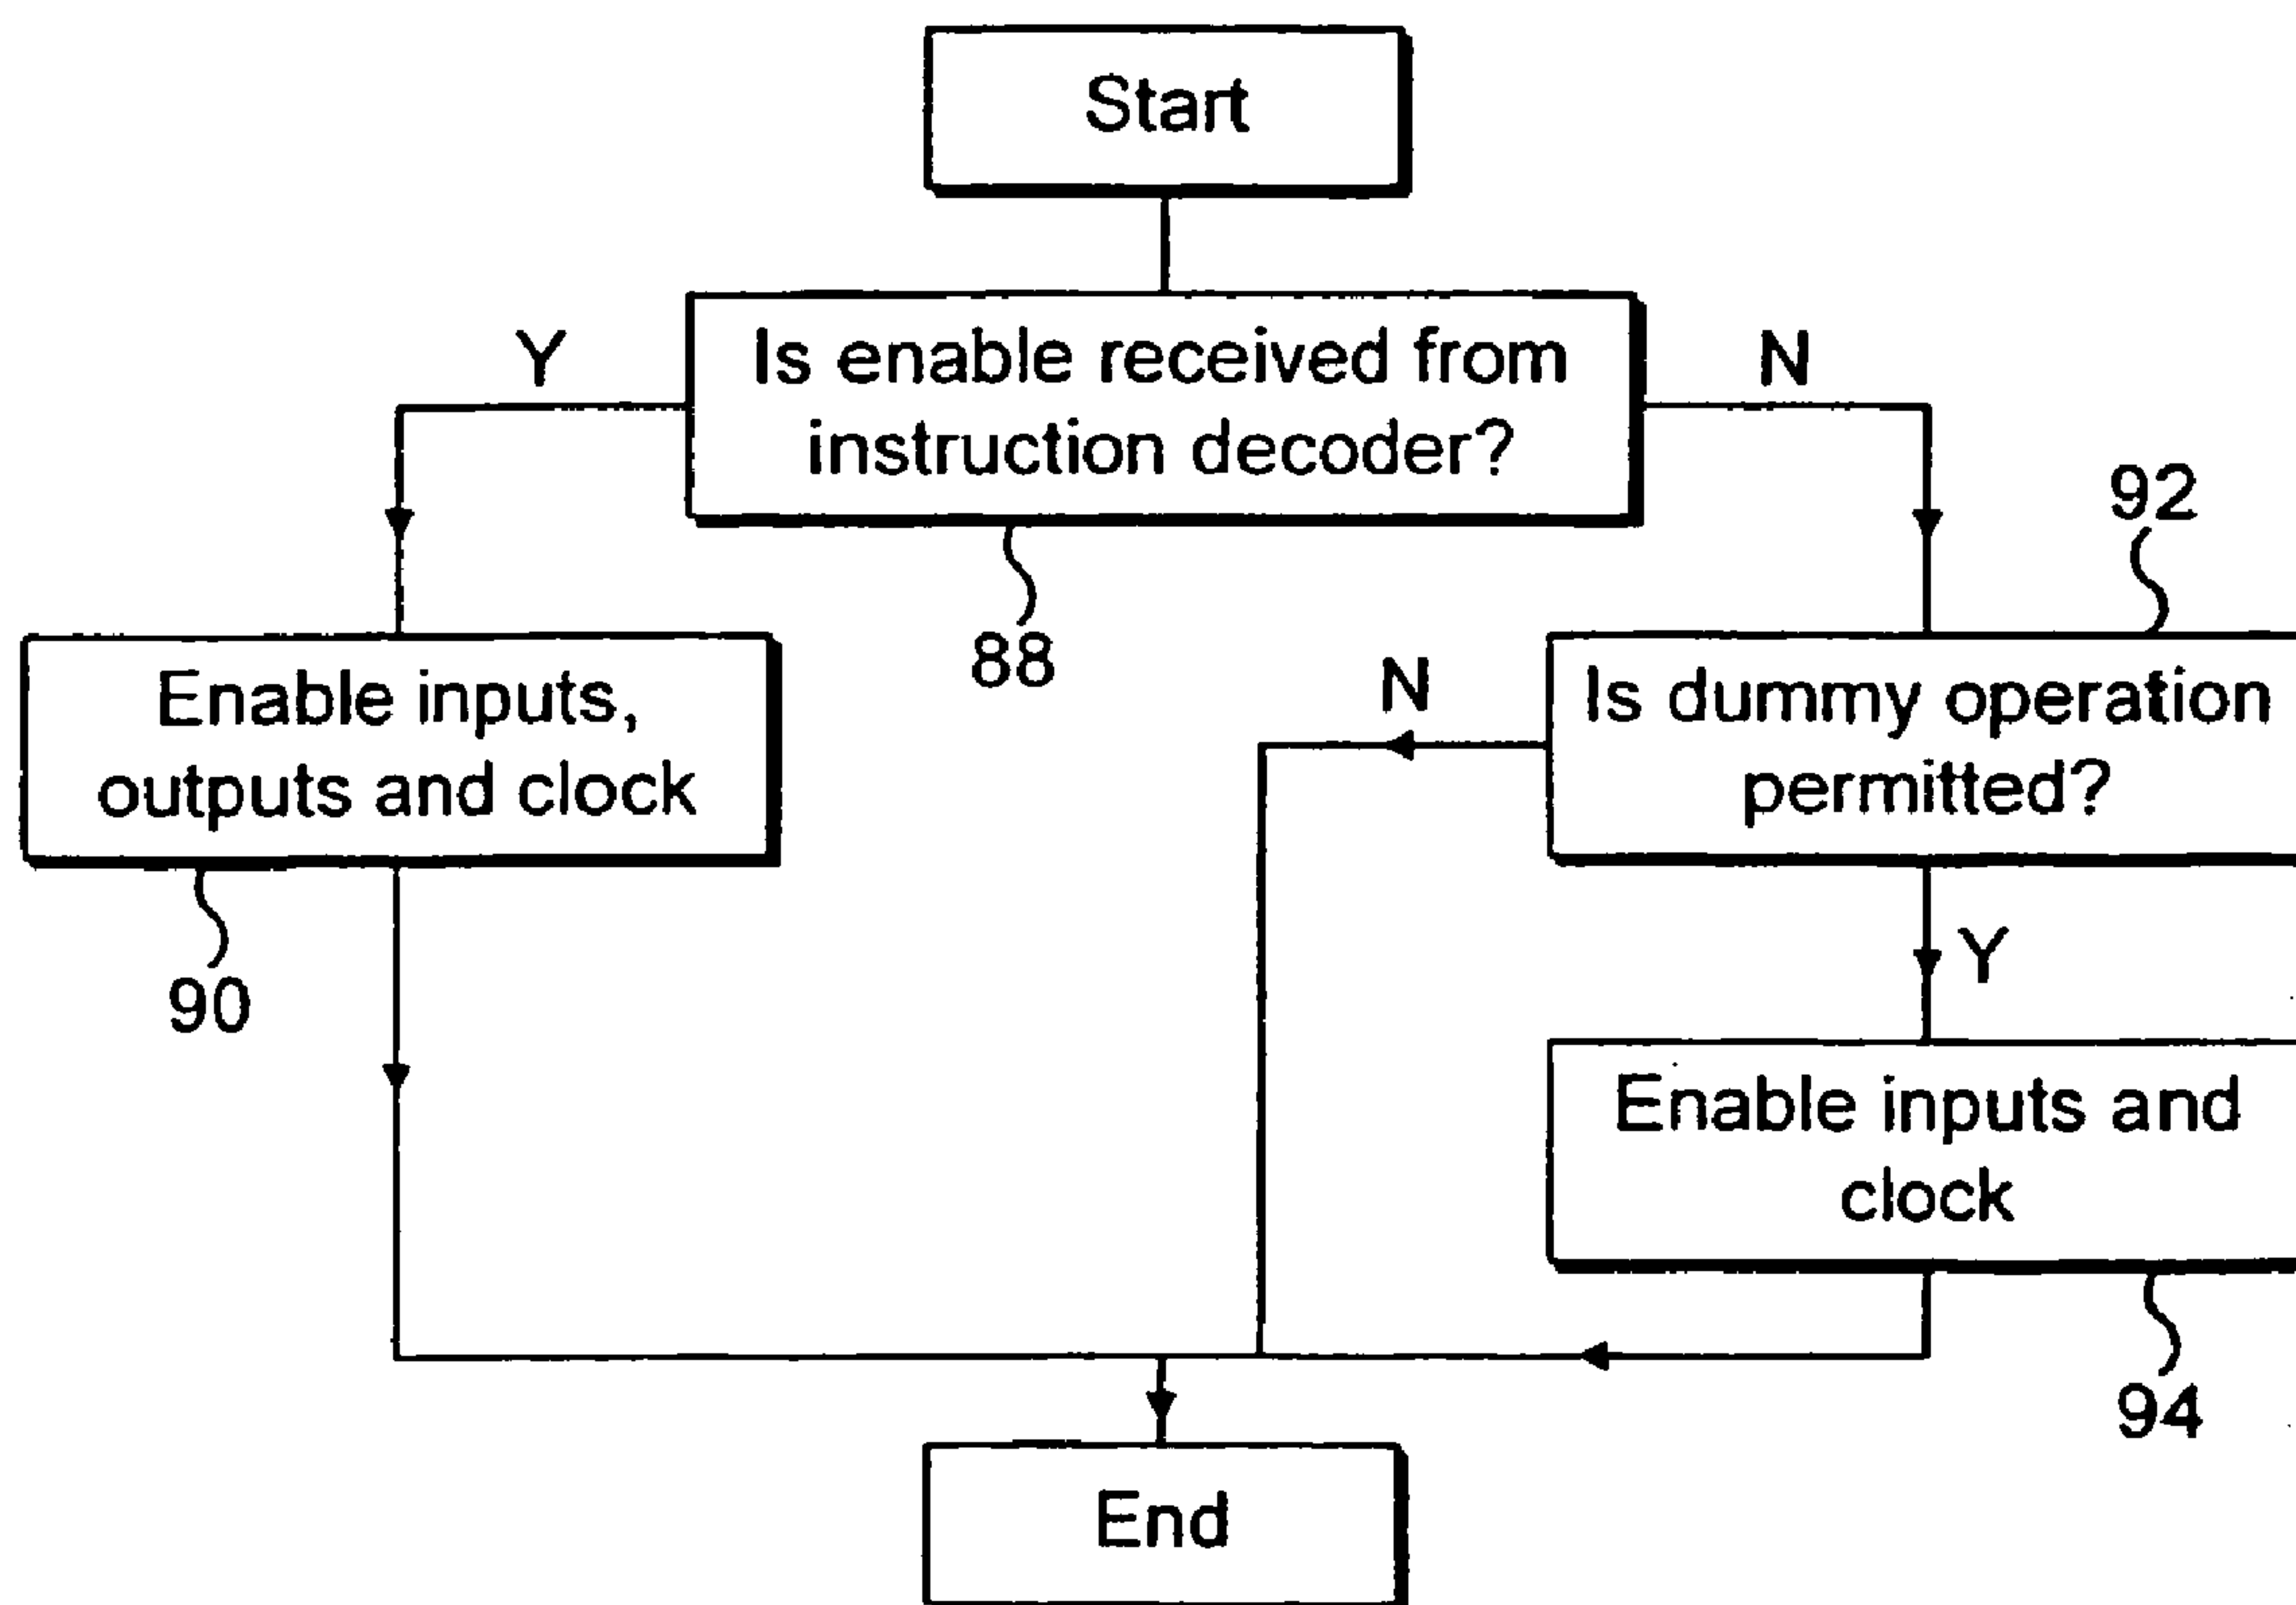 Start
Y
Is enable received from
instruction decoder?
N
92
88
Enable inputs,
outputs and clock
N
Is dummy operation
permitted?
90
Y
Enable inputs and
clock
94
End